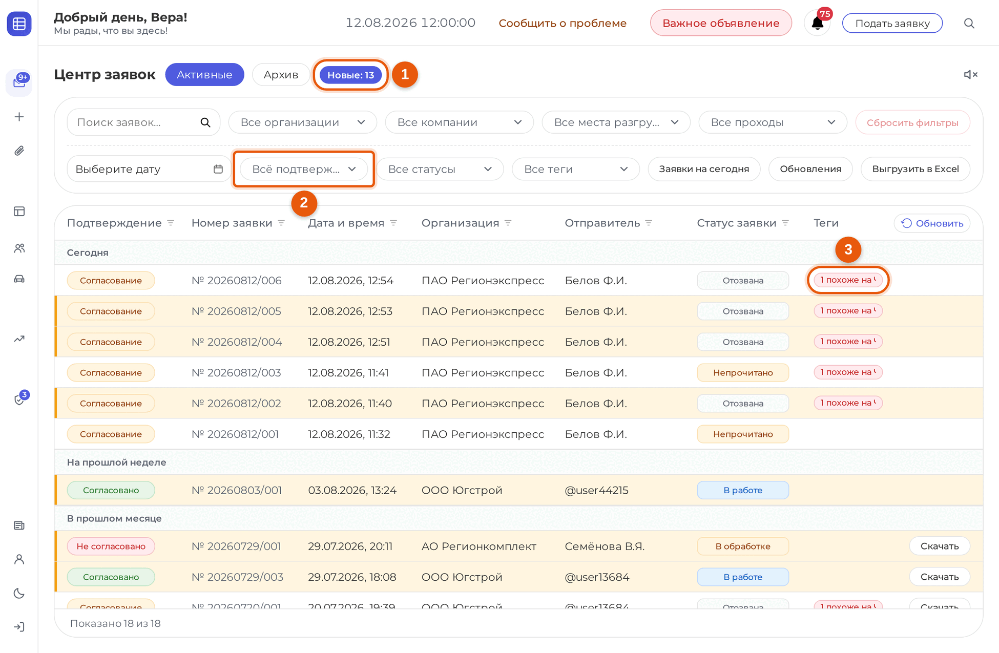 Добрый день, Вера!
Мы рады, что вы здесь!
12.08.2026 12:00:00
Сообщить о проблеме
Важное объявление
75
Подать заявку
9+
3
Центр заявок
Активные
Архив
Новые: 13
1
Поиск заявок...
Все организации
Все компании
Все места разгру...
Все проходы
Сбросить фильтры
Выберите дату
Всё подтверж...
Все статусы
Все теги
Заявки на сегодня
Обновления
Выгрузить в Excel
2
Подтверждение Номер заявки Дата и время Организация Отправитель Статус заявки Теги Обновить
Сегодня
3
Согласование № 20260812/006 12.08.2026, 12:54 ПАО Регионэкспресс Белов Ф.И. Отозвана 1 похоже на
Согласование № 20260812/005 12.08.2026, 12:53 ПАО Регионэкспресс Белов Ф.И. Отозвана 1 похоже на
Согласование № 20260812/004 12.08.2026, 12:51 ПАО Регионэкспресс Белов Ф.И. Отозвана 1 похоже на
Согласование № 20260812/003 12.08.2026, 11:41 ПАО Регионэкспресс Белов Ф.И. Непрочитано 1 похоже на
Согласование № 20260812/002 12.08.2026, 11:40 ПАО Регионэкспресс Белов Ф.И. Отозвана 1 похоже на
Согласование № 20260812/001 12.08.2026, 11:32 ПАО Регионэкспресс Белов Ф.И. Непрочитано
На прошлой неделе
Согласовано № 20260803/001 03.08.2026, 13:24 ООО Югстрой @user44215 В работе
В прошлом месяце
Не согласовано № 20260729/001 29.07.2026, 20:11 АО Регионкомплект Семёнова В.Я. В обработке Скачать
Согласовано № 20260729/003 29.07.2026, 18:08 ООО Югстрой @user13684 В работе Скачать
Согласование № 20260720/001 20.07.2026, 19:39 ООО Югстрой @user13684 Отозвана 1 похоже на Скачать
Показано 18 из 18